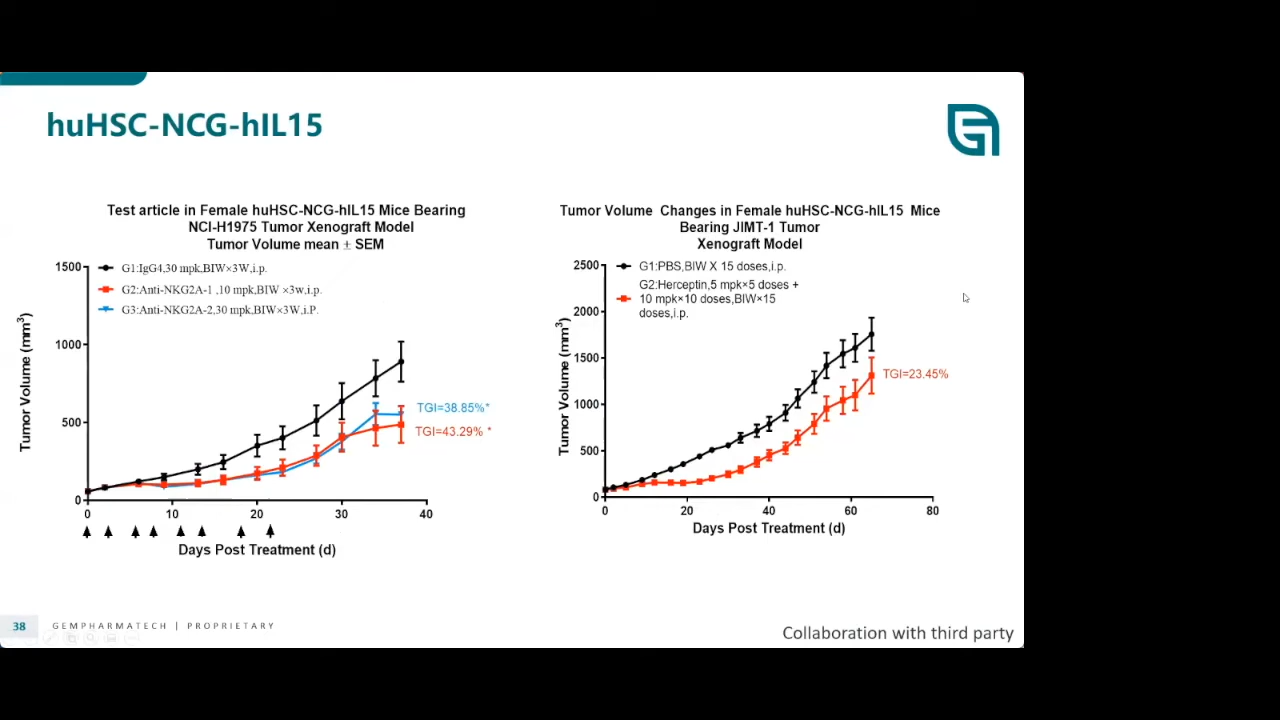 huHSC-NCG-hIL15
Test article in Female huHSC-NCG-hIL15 Mice Bearing
NCI-H1975 Tumor Xenograft Model
Tumor Volume mean ± SEM
G1:IgG4,30 mpk,BIW×3W,i.p.
G2:Anti-NKG2A-1 ,10 mpk,BIW ×3w,i.p.
G3:Anti-NKG2A-2,30 mpk,BIW×3W,i.P.
1500
1000
500
0
Tumor Volume (mm³)
TGI=38.85%*
TGI=43.29% *
0 10 20 30 40
Days Post Treatment (d)
Tumor Volume Changes in Female huHSC-NCG-hIL15 Mice
Bearing JIMT-1 Tumor
Xenograft Model
G1:PBS,BIW X 15 doses,i.p.
G2:Herceptin,5 mpk×5 doses +
10 mpk×10 doses,BIW×15
doses,i.p.
2500
2000
1500
1000
500
0
Tumor Volume (mm³)
TGI=23.45%
0 20 40 60 80
Days Post Treatment (d)
38
GEMPHARMATECH | PROPRIETARY
Collaboration with third party